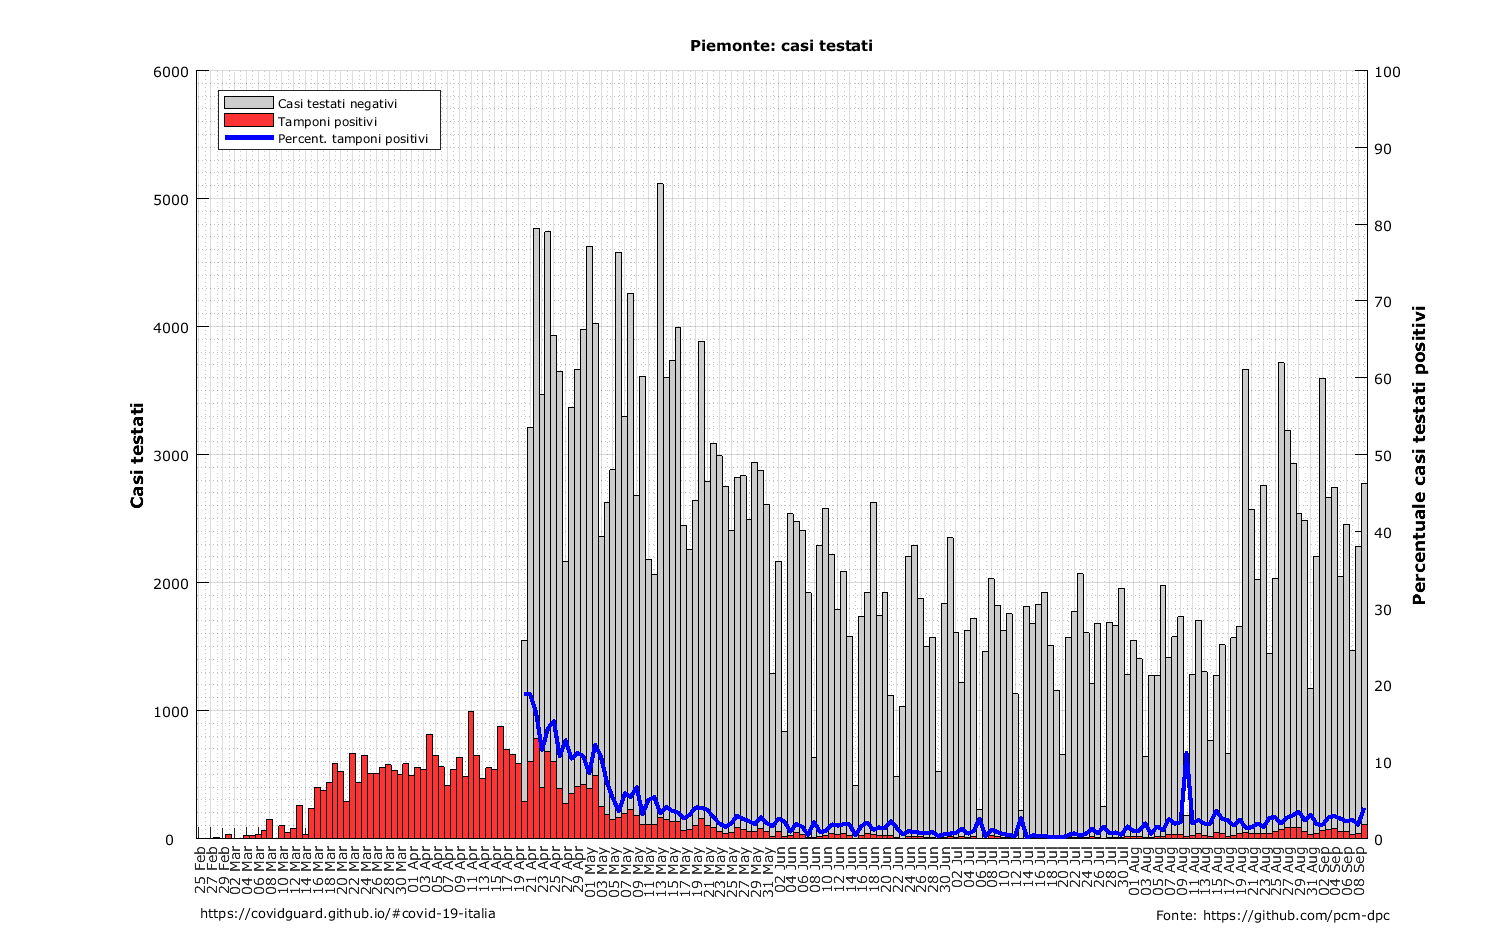 Piemonte: casi testati
6000
5000
4000
3000
2000
1000
0
Casi testati
Casi testati negativi
Tamponi positivi
Percent. tamponi positivi
100
90
80
70
60
50
40
30
20
10
0
Percentuale casi testati positivi
25 Feb
27 Feb
29 Feb
02 Mar
04 Mar
06 Mar
08 Mar
10 Mar
12 Mar
14 Mar
16 Mar
18 Mar
20 Mar
22 Mar
24 Mar
26 Mar
28 Mar
30 Mar
01 Apr
03 Apr
05 Apr
07 Apr
09 Apr
11 Apr
13 Apr
15 Apr
17 Apr
19 Apr
21 Apr
23 Apr
25 Apr
27 Apr
29 Apr
01 May
03 May
05 May
07 May
09 May
11 May
13 May
15 May
17 May
19 May
21 May
23 May
25 May
27 May
29 May
31 May
02 Jun
04 Jun
06 Jun
08 Jun
10 Jun
12 Jun
14 Jun
16 Jun
18 Jun
20 Jun
22 Jun
24 Jun
26 Jun
28 Jun
30 Jun
02 Jul
04 Jul
06 Jul
08 Jul
10 Jul
12 Jul
14 Jul
16 Jul
18 Jul
20 Jul
22 Jul
24 Jul
26 Jul
28 Jul
30 Jul
01 Aug
03 Aug
05 Aug
07 Aug
09 Aug
11 Aug
13 Aug
15 Aug
17 Aug
19 Aug
21 Aug
23 Aug
25 Aug
27 Aug
29 Aug
31 Aug
02 Sep
04 Sep
06 Sep
08 Sep
https://covidguard.github.io/#covid-19-italia
Fonte: https://github.com/pcm-dpc